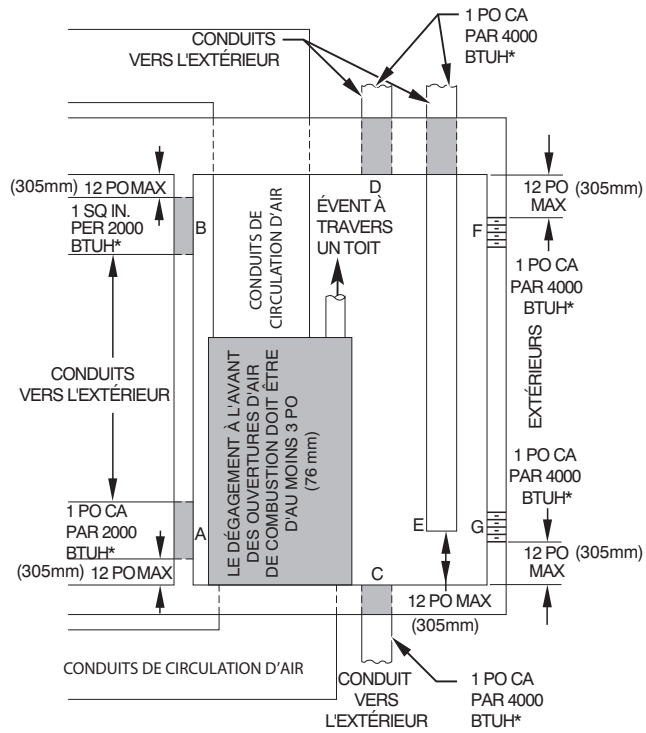 CONDUITS
VERS L'EXTÉRIEUR
1 PO CA
PAR 4000
BTUH*
(305mm)
12 PO MAX
1 SQ IN.
PER 2000
BTUH*
B
D
CONDUITS DE
CIRCULATION D'AIR
ÉVENT À
TRAVERS
UN TOIT
F
12 PO
MAX
(305mm)
1 PO CA
PAR 4000
BTUH*
EXTÉRIEURS
CONDUITS
VERS L'EXTÉRIEUR
LE DÉGAGEMENT À L'AVANT
DES OUVERTURES D'AIR
DE COMBUSTION DOIT ÊTRE
D'AU MOINS 3 PO
(76 mm)
1 PO CA
PAR 4000
BTUH*
1 PO CA
PAR 2000
BTUH*
A
E
G
(305mm)
12 PO MAX
C
12 PO MAX
(305mm)
12 PO
MAX
(305mm)
CONDUITS DE CIRCULATION D'AIR
CONDUIT
VERS
L'EXTÉRIEUR
1 PO CA
PAR 4000
BTUH*